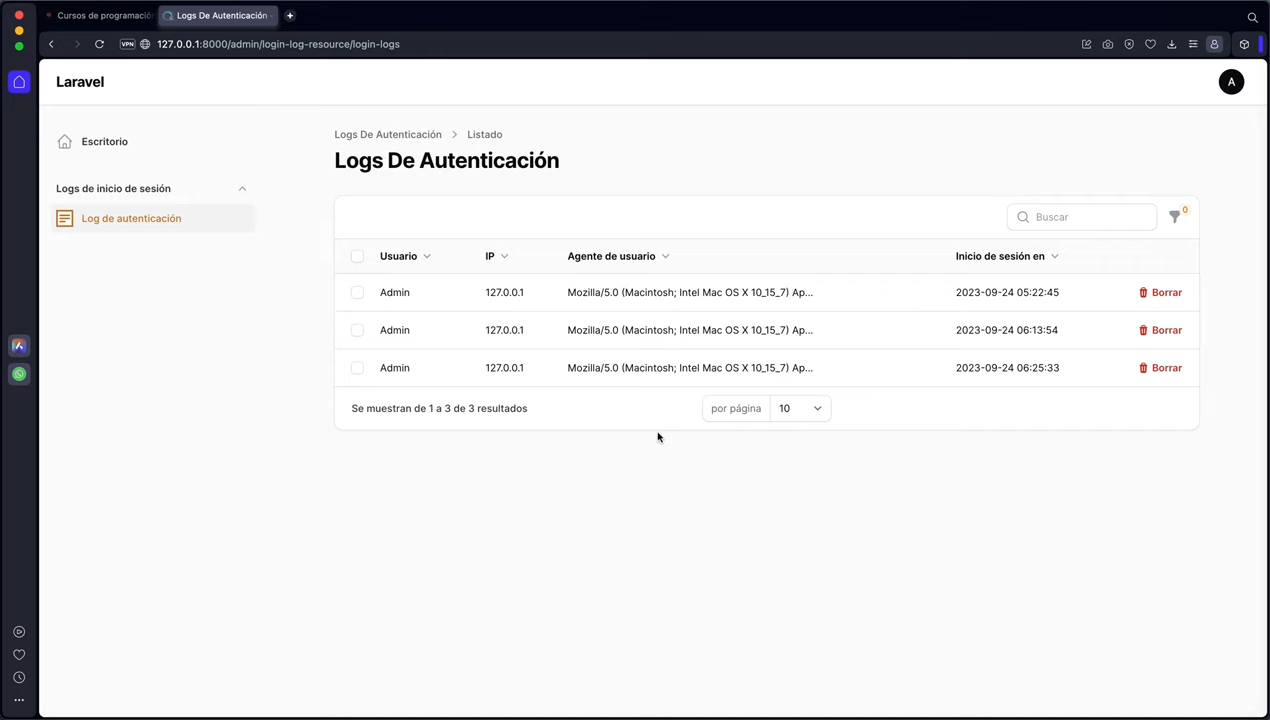 Cursos de programación
Logs De Autenticación -
VPN
127.0.0.1:8000/admin/login-log-resource/login-logs
Laravel
A
Escritorio
Logs de inicio de sesión
Log de autenticación
Logs De Autenticación > Listado
Logs De Autenticación
Buscar
0
Usuario IP Agente de usuario Inicio de sesión en
Admin 127.0.0.1 Mozilla/5.0 (Macintosh; Intel Mac OS X 10_15_7) Ap... 2023-09-24 05:22:45 Borrar
Admin 127.0.0.1 Mozilla/5.0 (Macintosh; Intel Mac OS X 10_15_7) Ap... 2023-09-24 06:13:54 Borrar
Admin 127.0.0.1 Mozilla/5.0 (Macintosh; Intel Mac OS X 10_15_7) Ap... 2023-09-24 06:25:33 Borrar
Se muestran de 1 a 3 de 3 resultados
por página 10